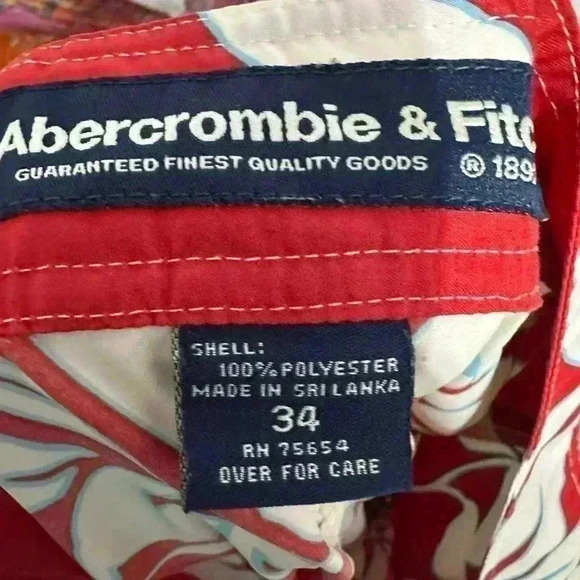 Abercrombie & Fitc
GUARANTEED FINEST QUALITY GOODS ® 189
SHELL:
100% POLYESTER
MADE IN SRI LANKA
34
RN 75654
OVER FOR CARE